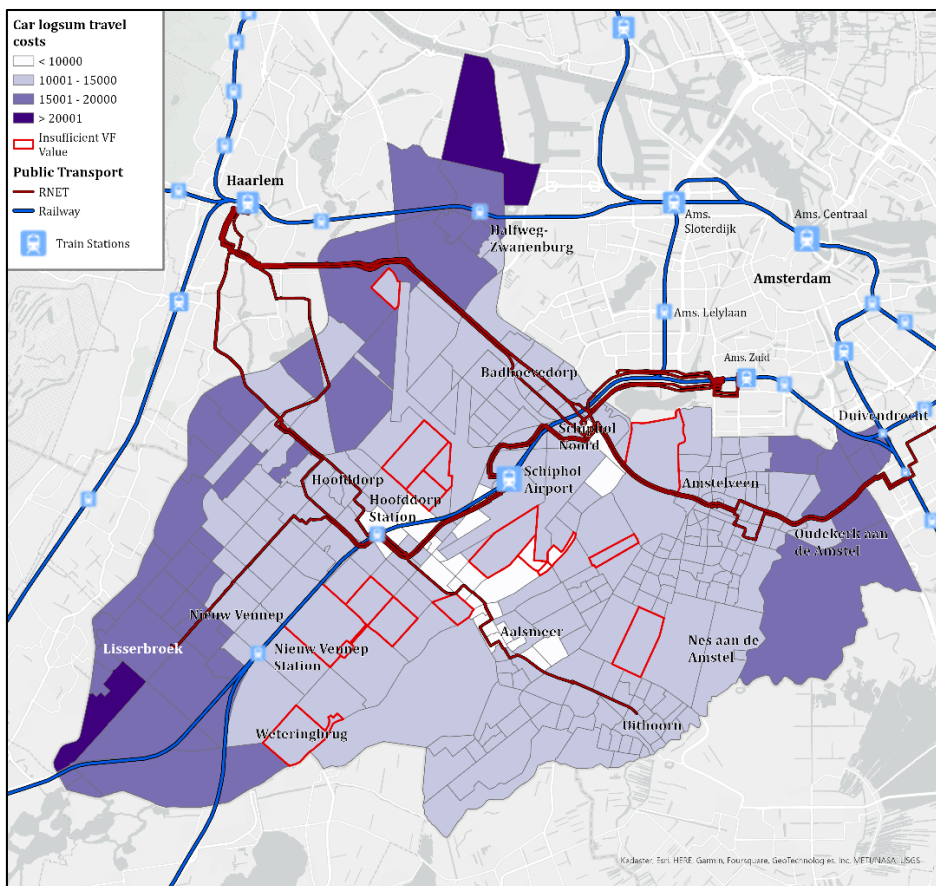 Car logsum travel
costs
< 10000
10001 - 15000
15001 - 20000
> 20001
Insufficient VF
Value
Public Transport
RNET
Railway
Train Stations
Haarlem
Halfweg-
Zwanenburg
Ams.
Sloterdijk
Ams. Centraal
Amsterdam
Ams. Lelylaan
Ams. Zuid
Badhoevedorp
Duivendrecht
Schiphol
Noord
Schiphol
Airport
Amstelveen
Hoofddorp
Hoofddorp
Station
Oudekerk aan
de Amstel
Nieuw Vennep
Aalsmeer
Nes aan de
Amstel
Lisserbroek
Nieuw Vennep
Station
Uithoorn
Weteringbrug
Kadaster, Esri, HERE, Garmin, Foursquare, GeoTechnologies, Inc, METI/NASA, USGS